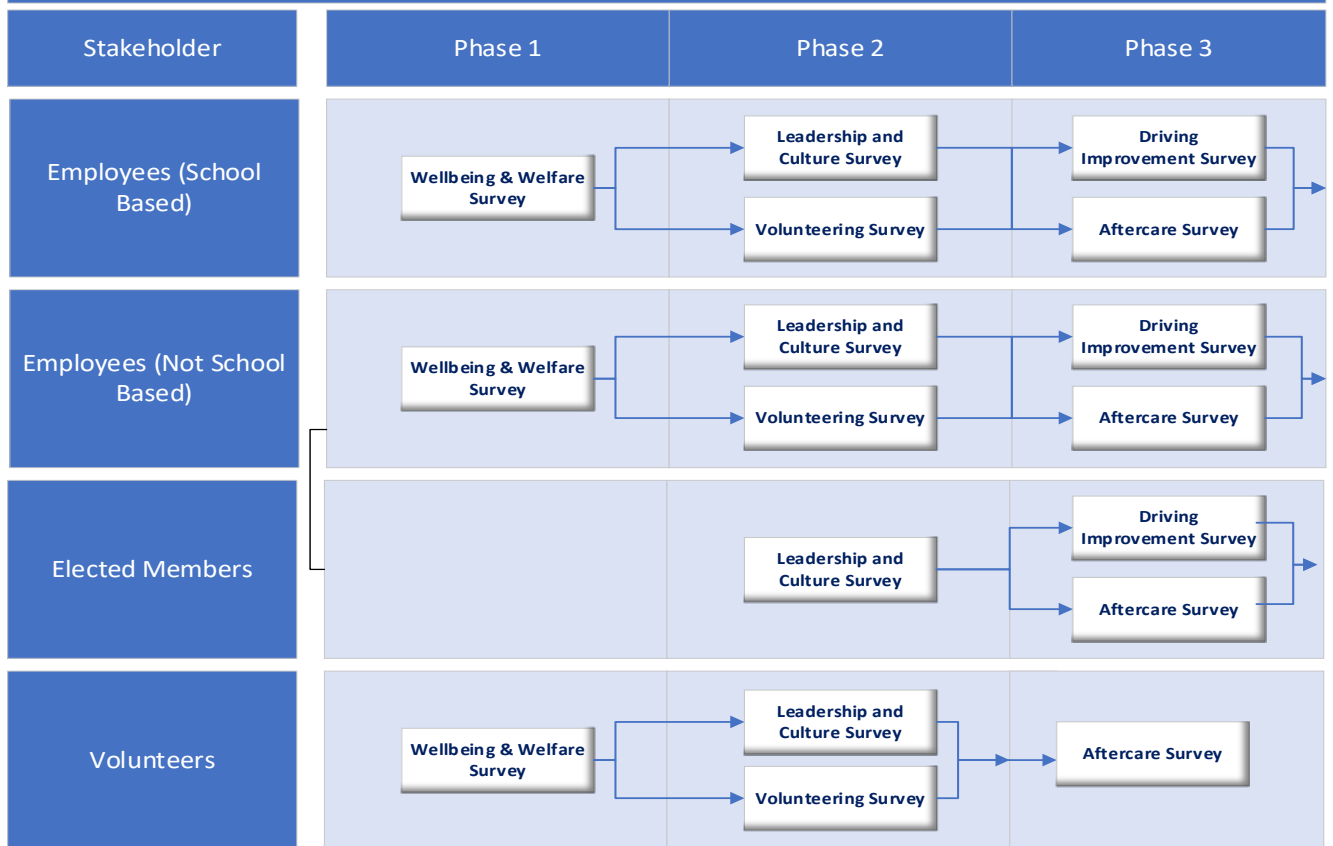 Stakeholder
Phase 1
Phase 2
Phase 3
Employees (School
Based)
Wellbeing & Welfare
Survey
Leadership and
Culture Survey
Volunteering Survey
Driving
Improvement Survey
Aftercare Survey
Employees (Not School
Based)
Wellbeing & Welfare
Survey
Leadership and
Culture Survey
Volunteering Survey
Driving
Improvement Survey
Aftercare Survey
Elected Members
Leadership and
Culture Survey
Driving
Improvement Survey
Aftercare Survey
Volunteers
Wellbeing & Welfare
Survey
Leadership and
Culture Survey
Volunteering Survey
Aftercare Survey